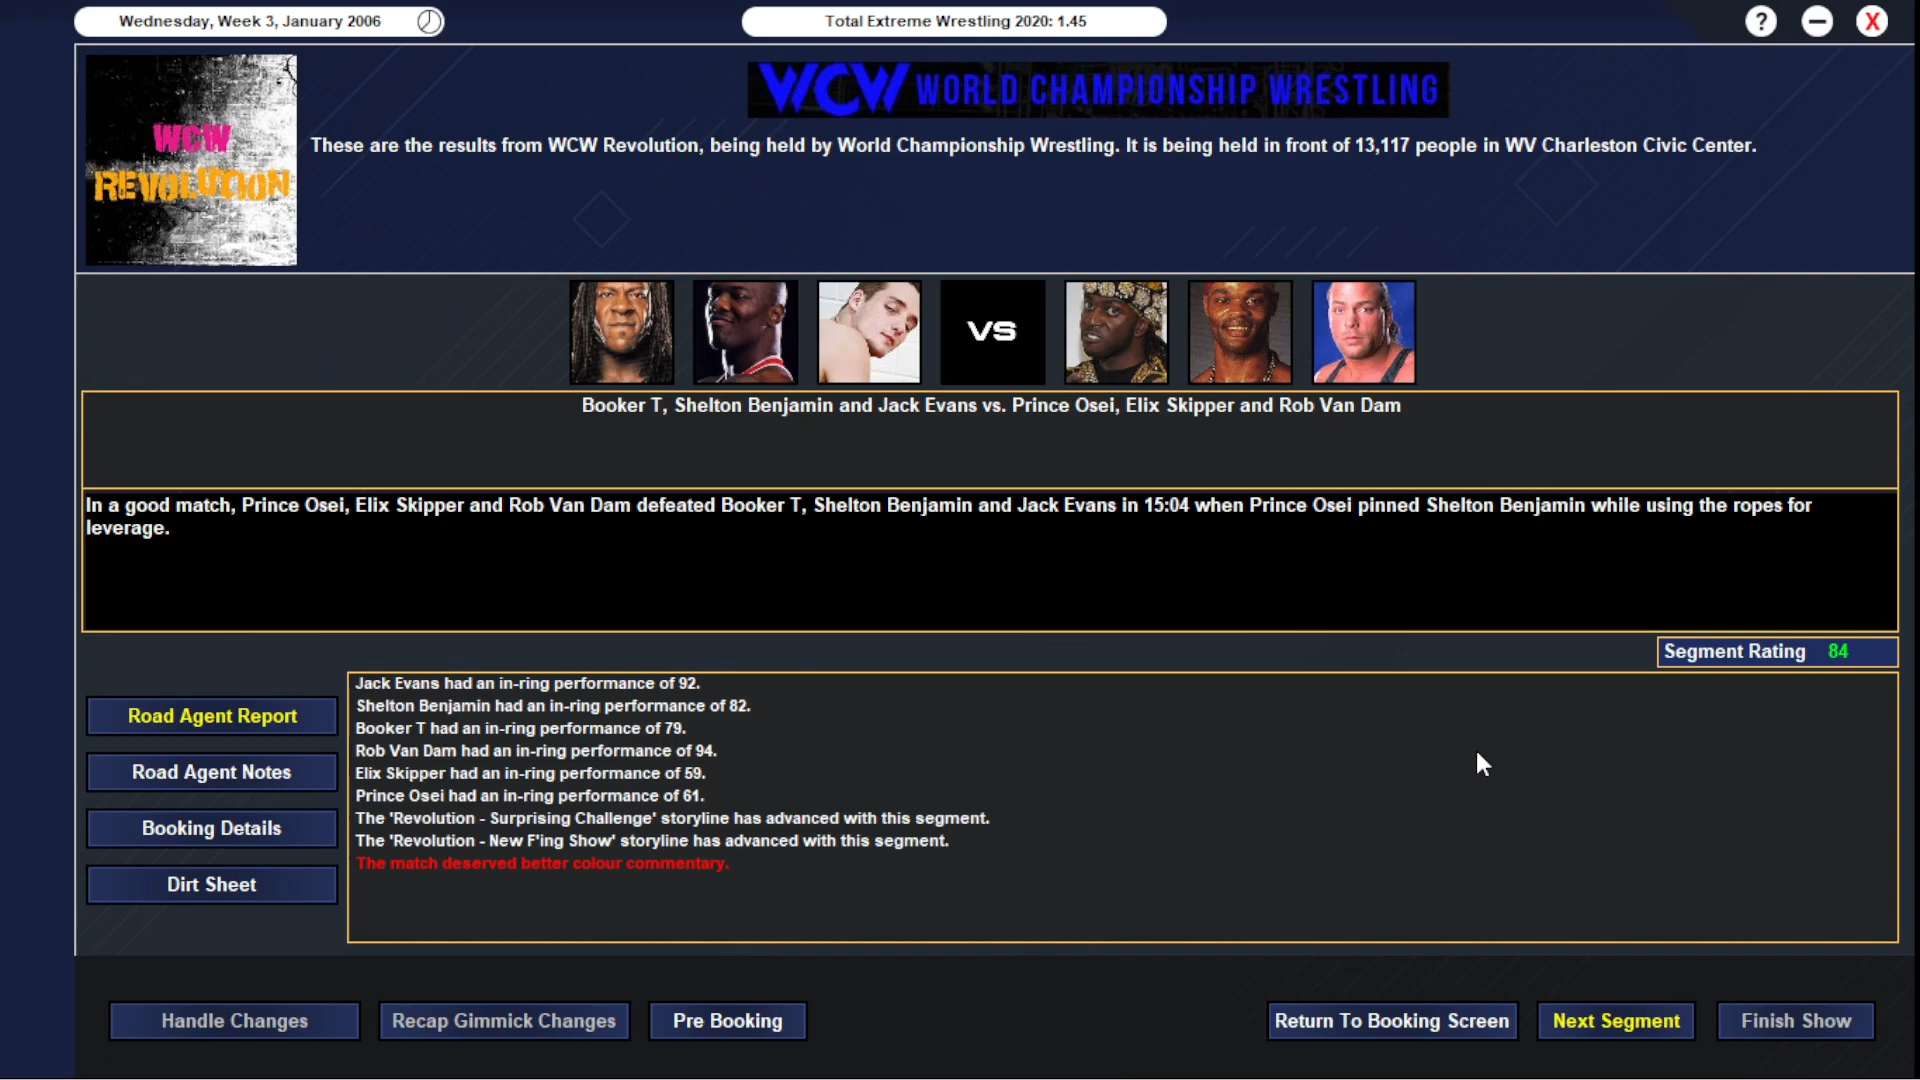 Wednesday, Week 3, January 2006
Total Extreme Wrestling 2020: 1.45
?
X
WCW
REVOLUTION
WCW WORLD CHAMPIONSHIP WRESTLING
These are the results from WCW Revolution, being held by World Championship Wrestling. It is being held in front of 13,117 people in WV Charleston Civic Center.
VS
Booker T, Shelton Benjamin and Jack Evans vs. Prince Osei, Elix Skipper and Rob Van Dam
In a good match, Prince Osei, Elix Skipper and Rob Van Dam defeated Booker T, Shelton Benjamin and Jack Evans in 15:04 when Prince Osei pinned Shelton Benjamin while using the ropes for
leverage.
Segment Rating 84
Road Agent Report
Road Agent Notes
Booking Details
Dirt Sheet
Jack Evans had an in-ring performance of 92.
Shelton Benjamin had an in-ring performance of 82.
Booker T had an in-ring performance of 79.
Rob Van Dam had an in-ring performance of 94.
Elix Skipper had an in-ring performance of 59.
Prince Osei had an in-ring performance of 61.
The 'Revolution - Surprising Challenge' storyline has advanced with this segment.
The 'Revolution - New F'ing Show' storyline has advanced with this segment.
The match deserved better colour commentary.
Handle Changes
Recap Gimmick Changes
Pre Booking
Return To Booking Screen
Next Segment
Finish Show